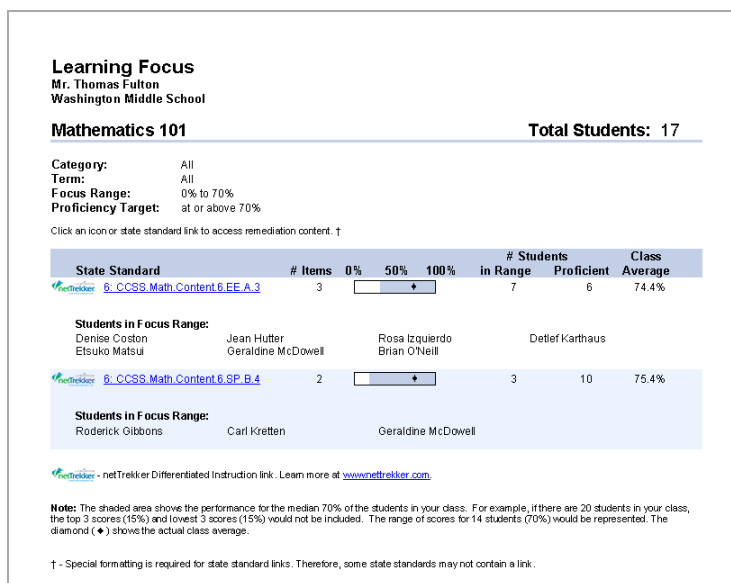 Learning Focus
Mr. Thomas Fulton
Washington Middle School
Mathematics 101 Total Students: 17
Category: All
Term: All
Focus Range: 0% to 70%
Proficiency Target: at or above 70%
Click an icon or state standard link to access remediation content. †
# Students Class
State Standard # Items 0% 50% 100% in Range Proficient Average
netTrekker 6: CCSS.Math.Content.6.EE.A.3 3 7 6 74.4%
Students in Focus Range:
Denise Coston Jean Hutter Rosa Izquierdo Detlef Karthaus
Etsuko Matsui Geraldine McDowell Brian O'Neill
netTrekker 6: CCSS.Math.Content.6.SP.B.4 2 3 10 75.4%
Students in Focus Range:
Roderick Gibbons Carl Kretten Geraldine McDowell
netTrekker - netTrekker Differentiated Instruction link. Learn more at www.nettrekker.com.
Note: The shaded area shows the performance for the median 70% of the students in your class. For example, if there are 20 students in your class,
the top 3 scores (15%) and lowest 3 scores (15%) would not be included. The range of scores for 14 students (70%) would be represented. The
diamond (♦) shows the actual class average.
† - Special formatting is required for state standard links. Therefore, some state standards may not contain a link.